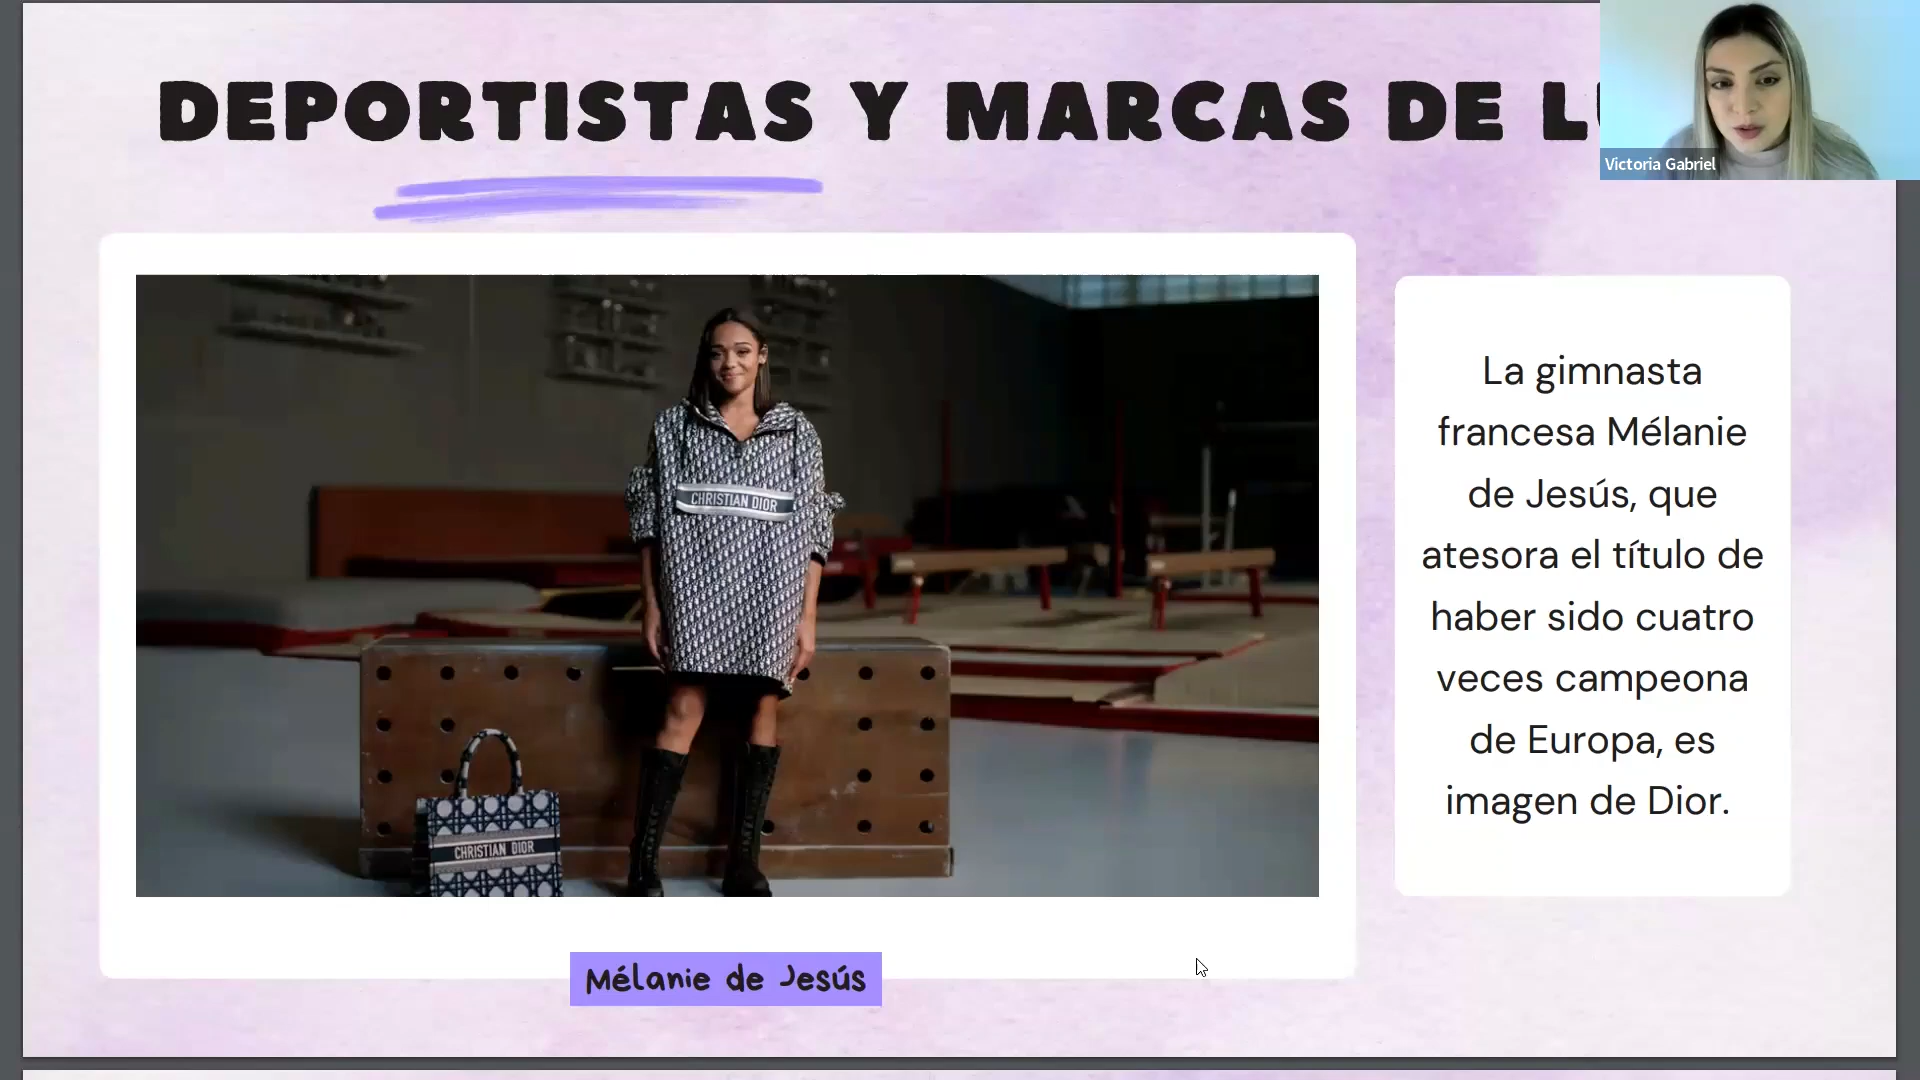 DEPORTISTAS Y MARCAS DE
Victoria Gabriel
CHRISTIAN DIOR
CHRISTIAN DIOR
La gimnasta
francesa Mélanie
de Jesús, que
atesora el título de
haber sido cuatro
veces campeona
de Europa, es
imagen de Dior.
Mélanie de Jesús